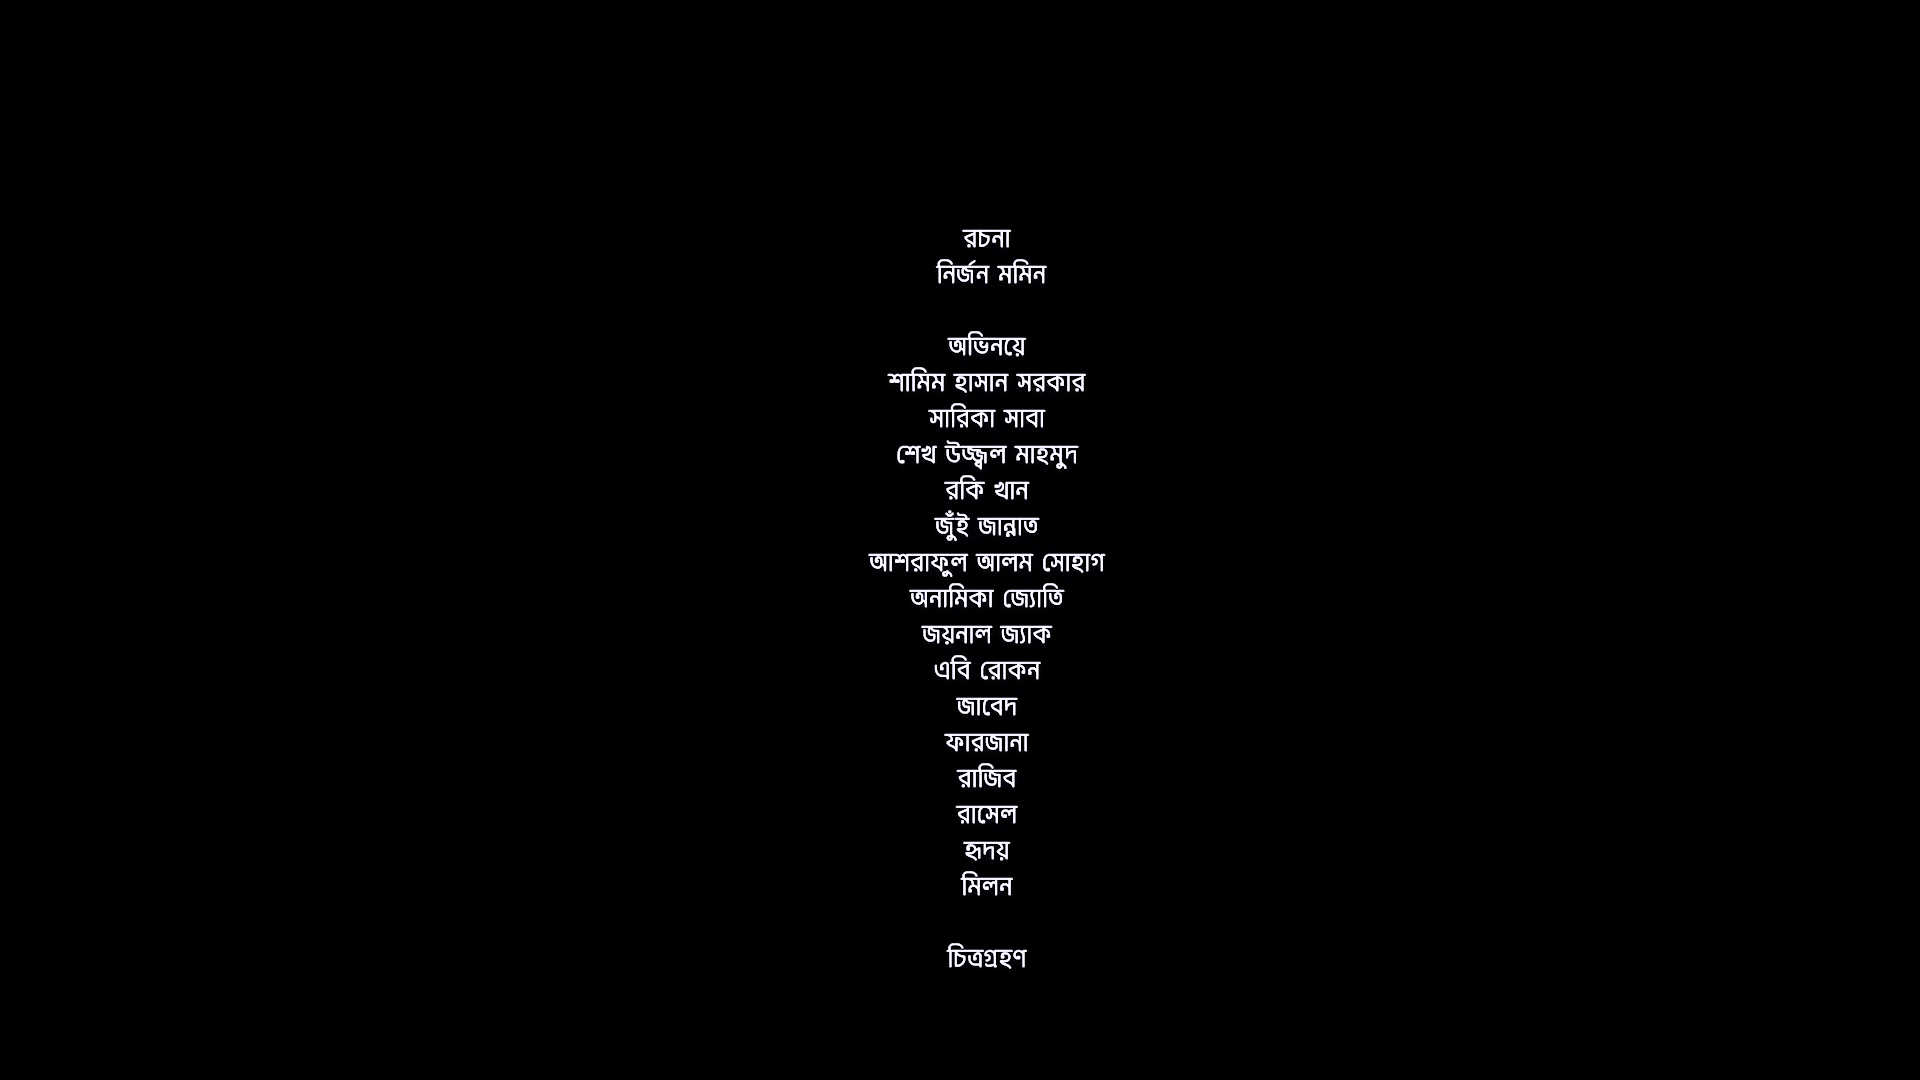 রচনা
নির্জন মমিন
অভিনয়ে
শামিম হাসান সরকার
সারিকা সাবা
শেখ উজ্জ্বল মাহমুদ
রকি খান
জুঁই জান্নাত
আশরাফুল আলম সোহাগ
অনামিকা জ্যোতি
জয়নাল জ্যাক
এবি রোকন
জাবেদ
ফারজানা
রাজিব
রাসেল
হৃদয়
মিলন
চিত্রগ্রহণ